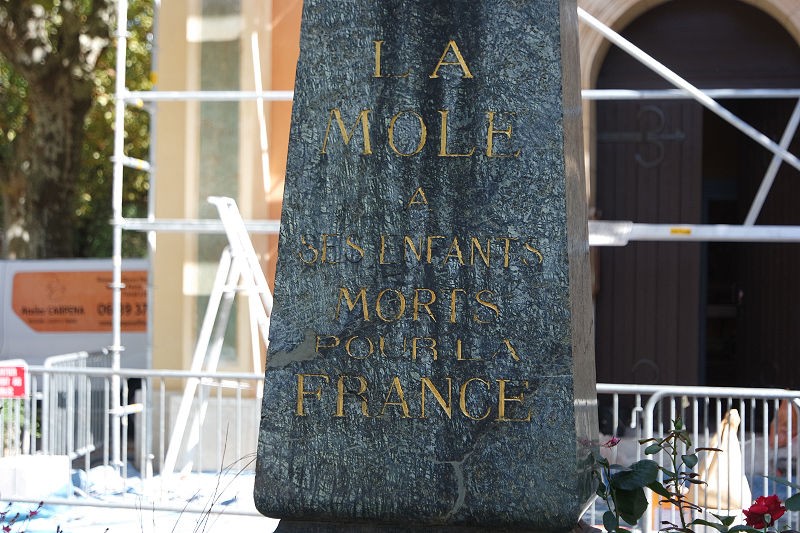 LA
MOLE
A
SES ENFANTS
MORTS
POUR LA
FRANCE